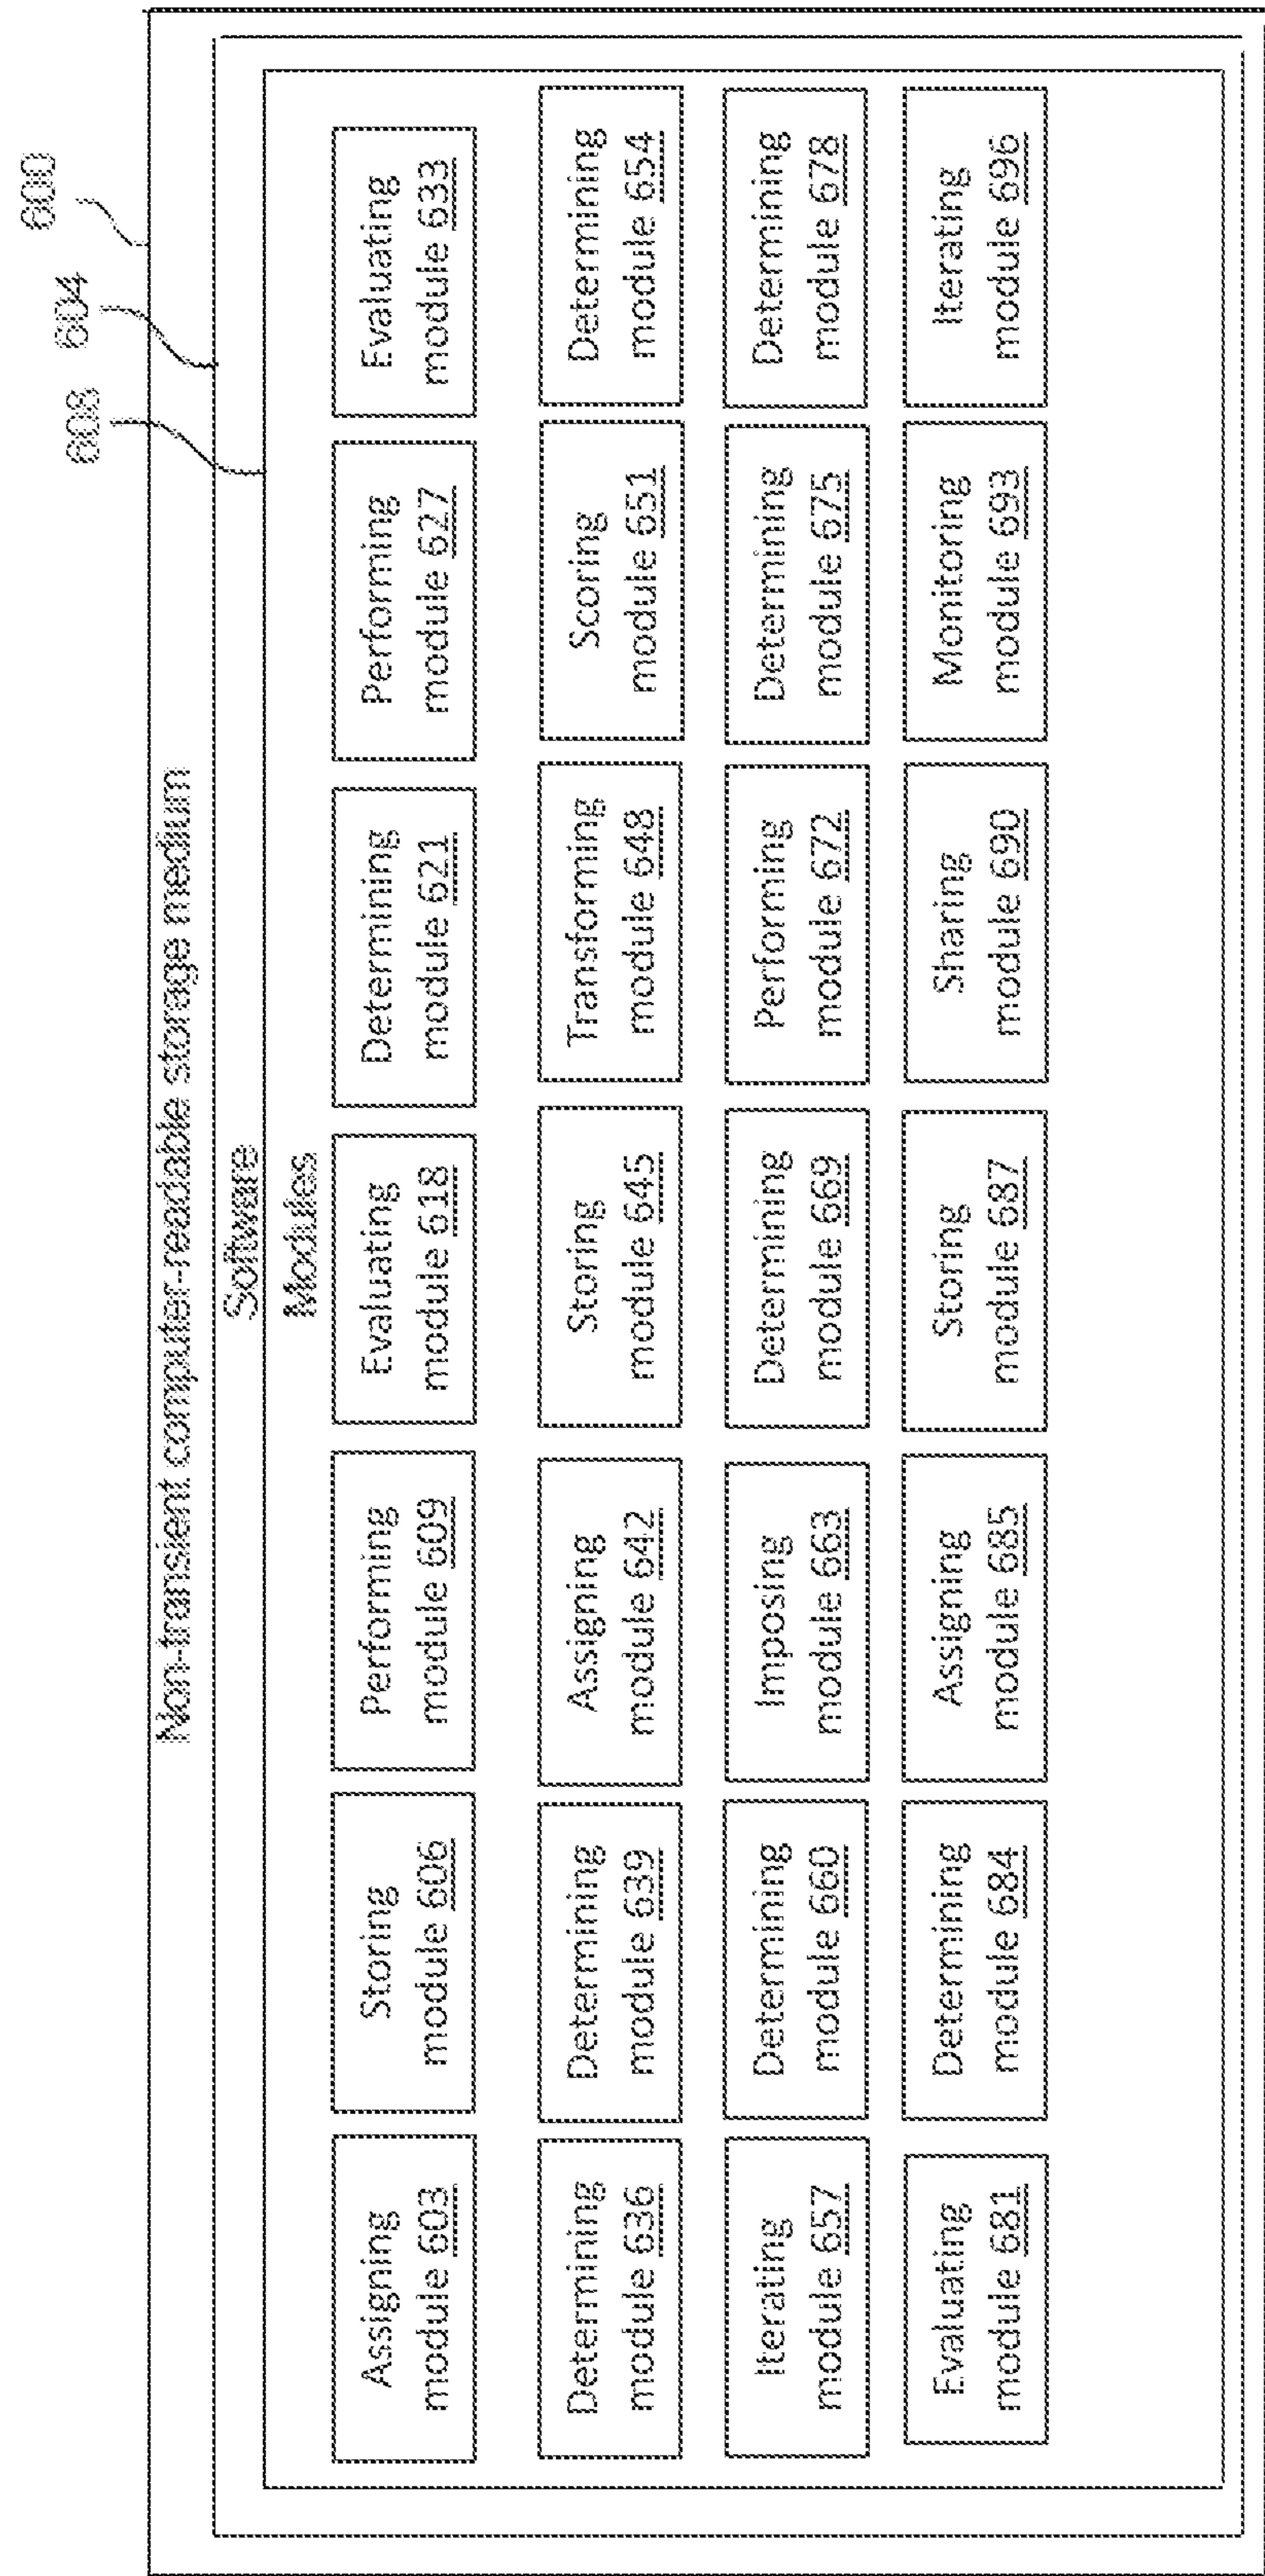 600
604
608
Non-transient computer-readable storage medium
Software
Modules
Assigning
module 603
Storing
module 606
Performing
module 609
Evaluating
module 618
Determining
module 621
Performing
module 627
Evaluating
module 633
Determining
module 636
Determining
module 639
Assigning
module 642
Storing
module 645
Transforming
module 648
Scoring
module 651
Determining
module 654
Iterating
module 657
Determining
module 660
Imposing
module 663
Determining
module 669
Performing
module 672
Determining
module 675
Determining
module 678
Evaluating
module 681
Determining
module 684
Assigning
module 685
Storing
module 687
Sharing
module 690
Monitoring
module 693
Iterating
module 696